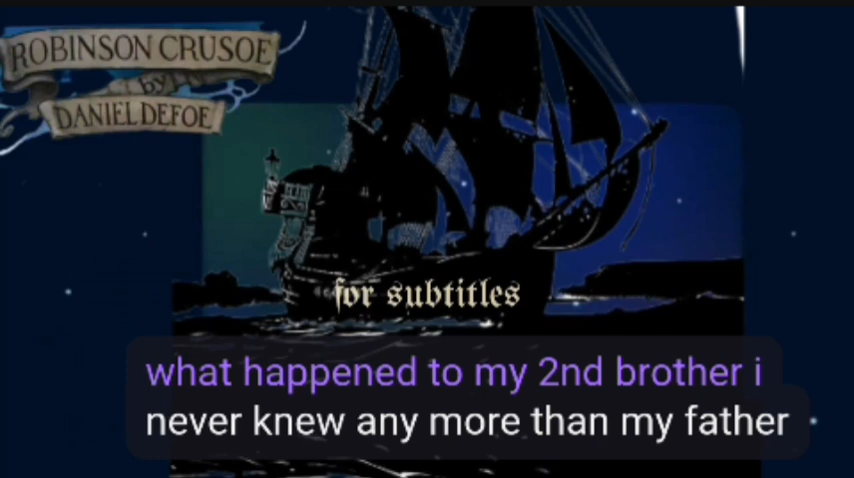 ROBINSON CRUSOE
by
DANIEL DEFOE
for subtitles
what happened to my 2nd brother i
never knew any more than my father